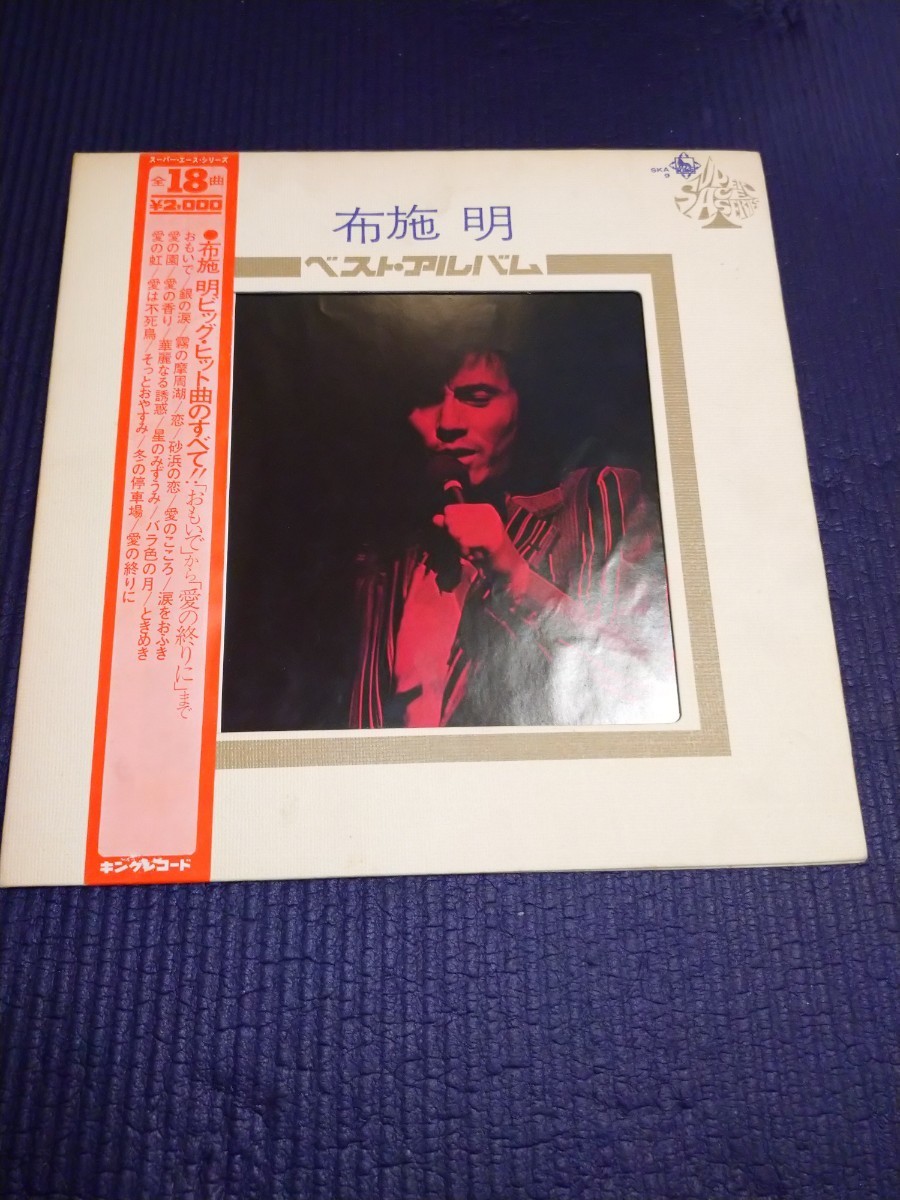 スーパー・エース・シリーズ
全18曲
¥2,000
●布施 明ビッグ・ヒット曲のすべて!!「おもいで」から「愛の終りに」まで
おもいで/銀の涙/霧の摩周湖/恋/砂浜の恋/愛のこころ/涙をおふき
愛の園/愛の香り/華麗なる誘惑/星のみずうみ/バラ色の月/ときめき
愛の虹/愛は不死鳥/そっとおやすみ/冬の停車場/愛の終りに
キングレコード
布施 明
ベスト・アルバム
KING
SKA
9
SUPER
ACE
SERIES